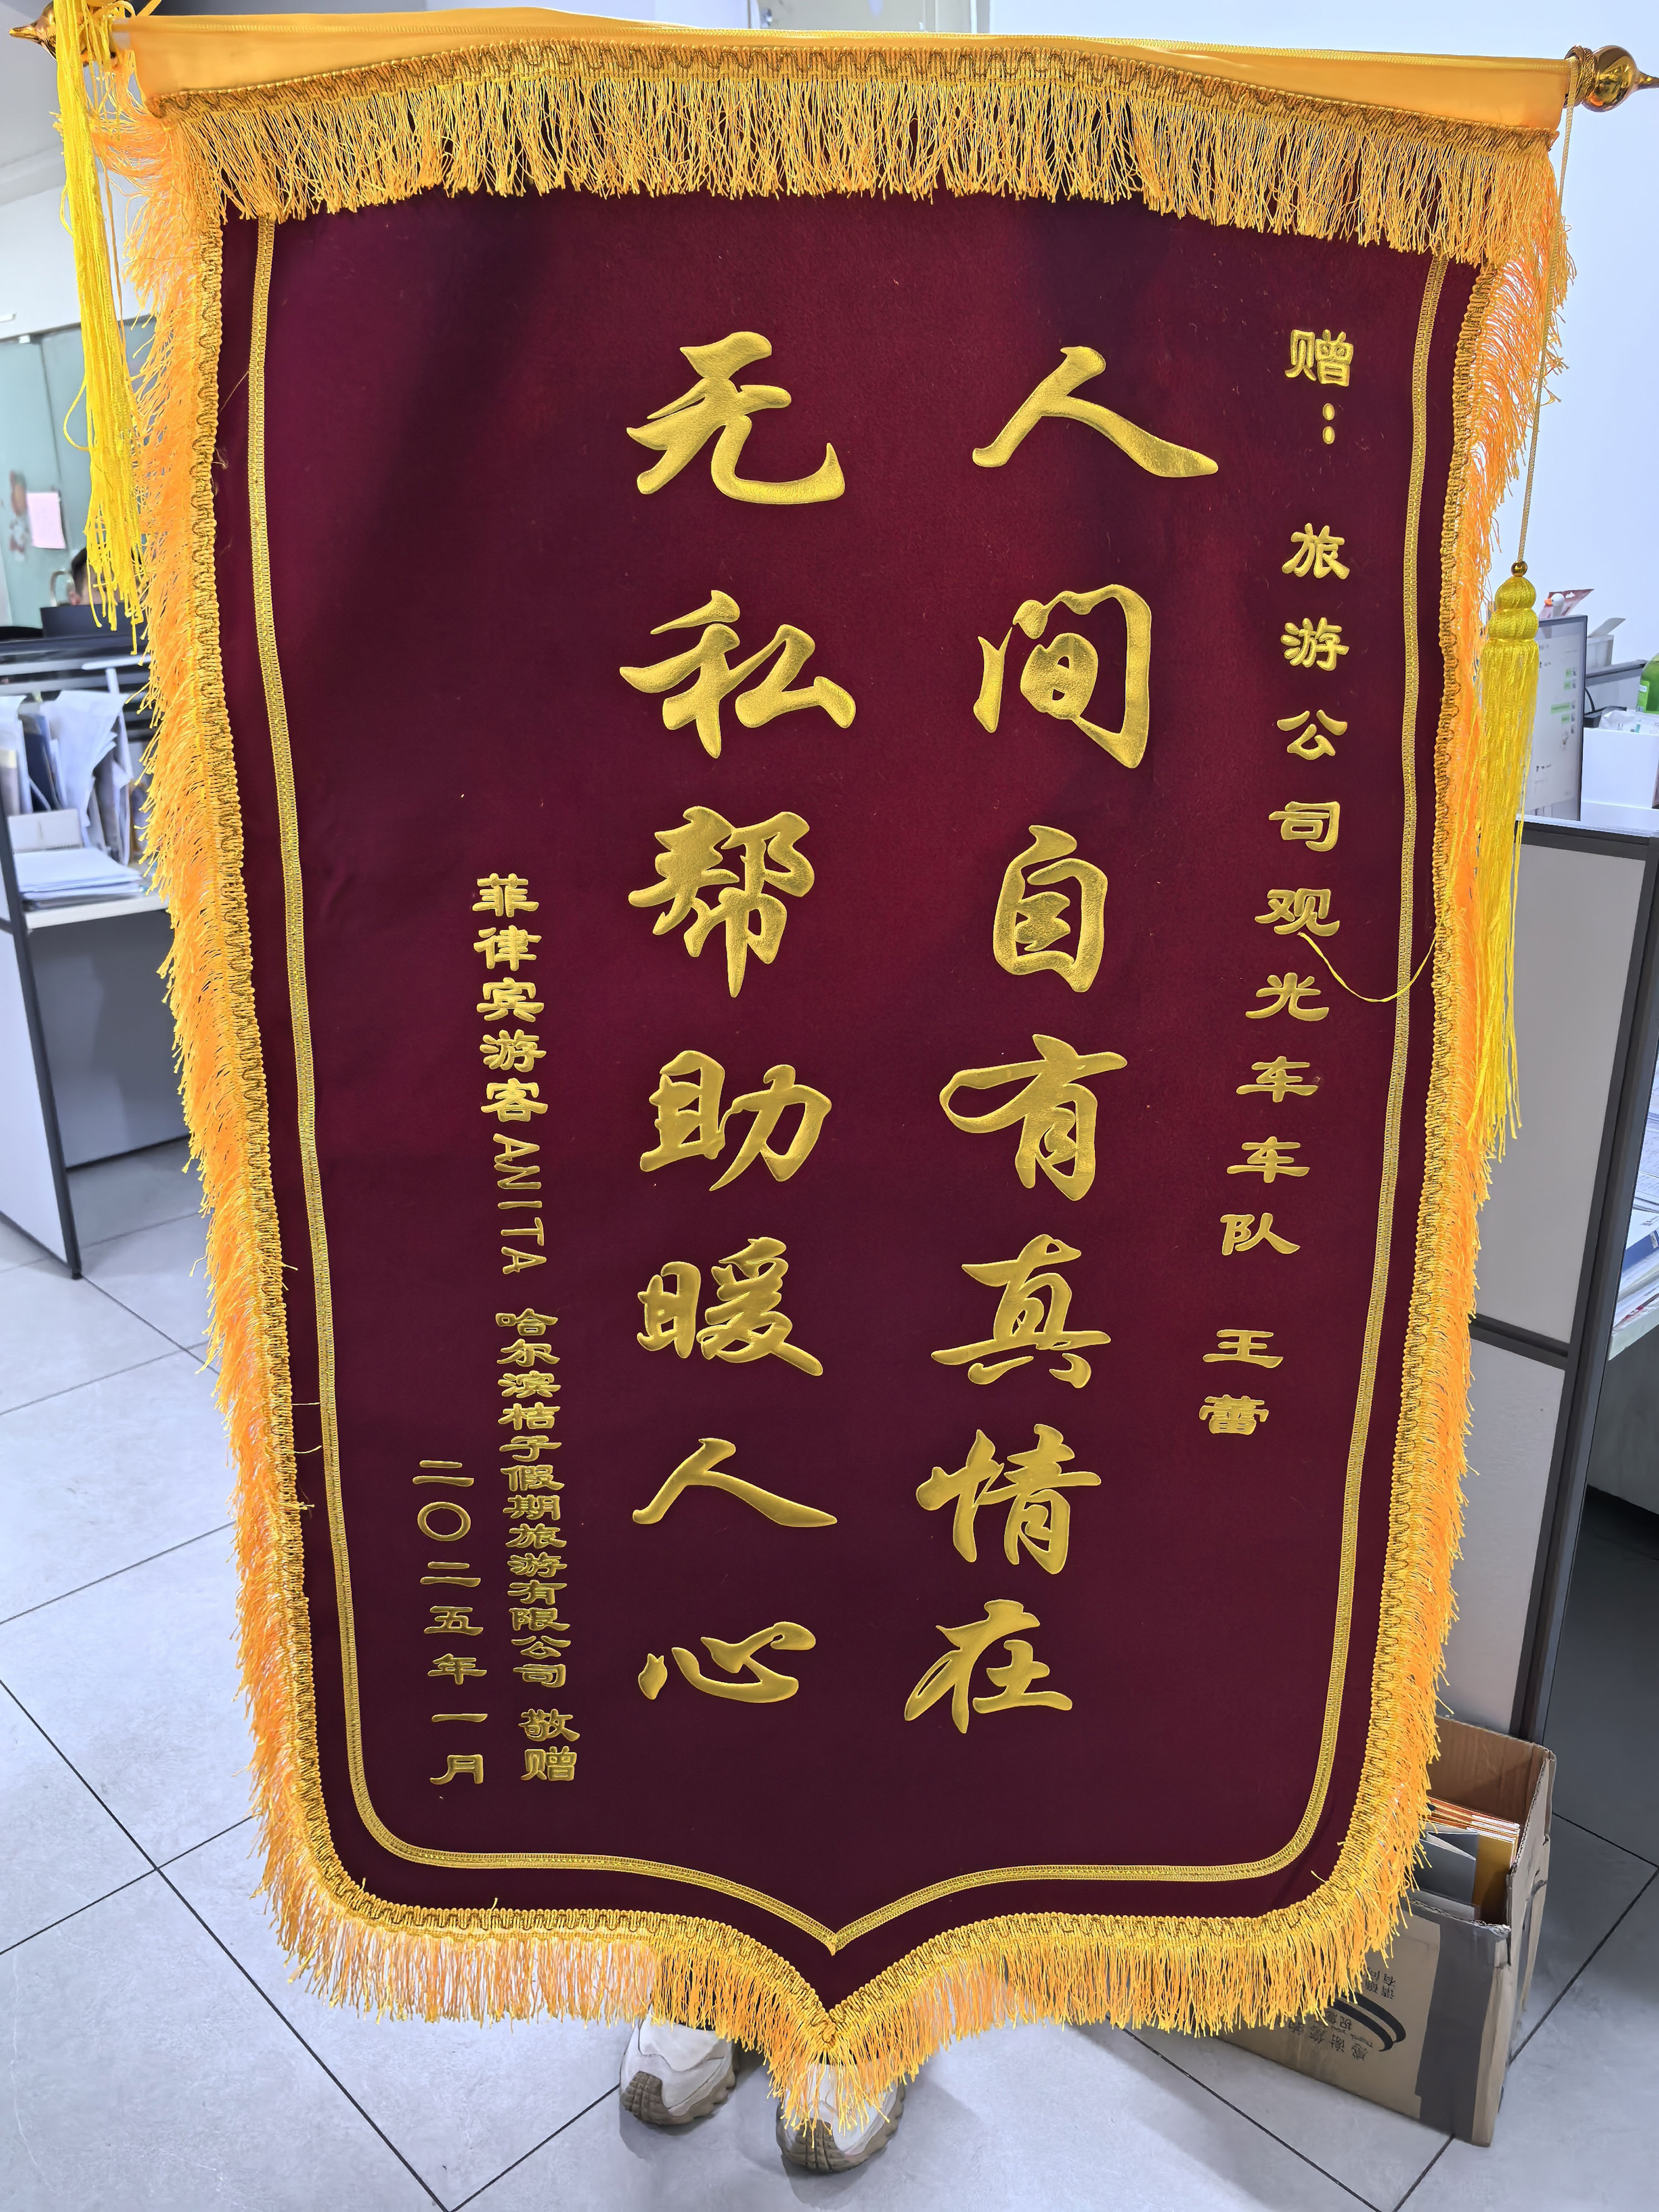 赠：旅游公司观光车车队 王蕾
人间自有真情在
无私帮助暖人心
菲律宾游客ANITA 哈尔滨桔子假期旅游有限公司 敬赠
二〇二五年一月